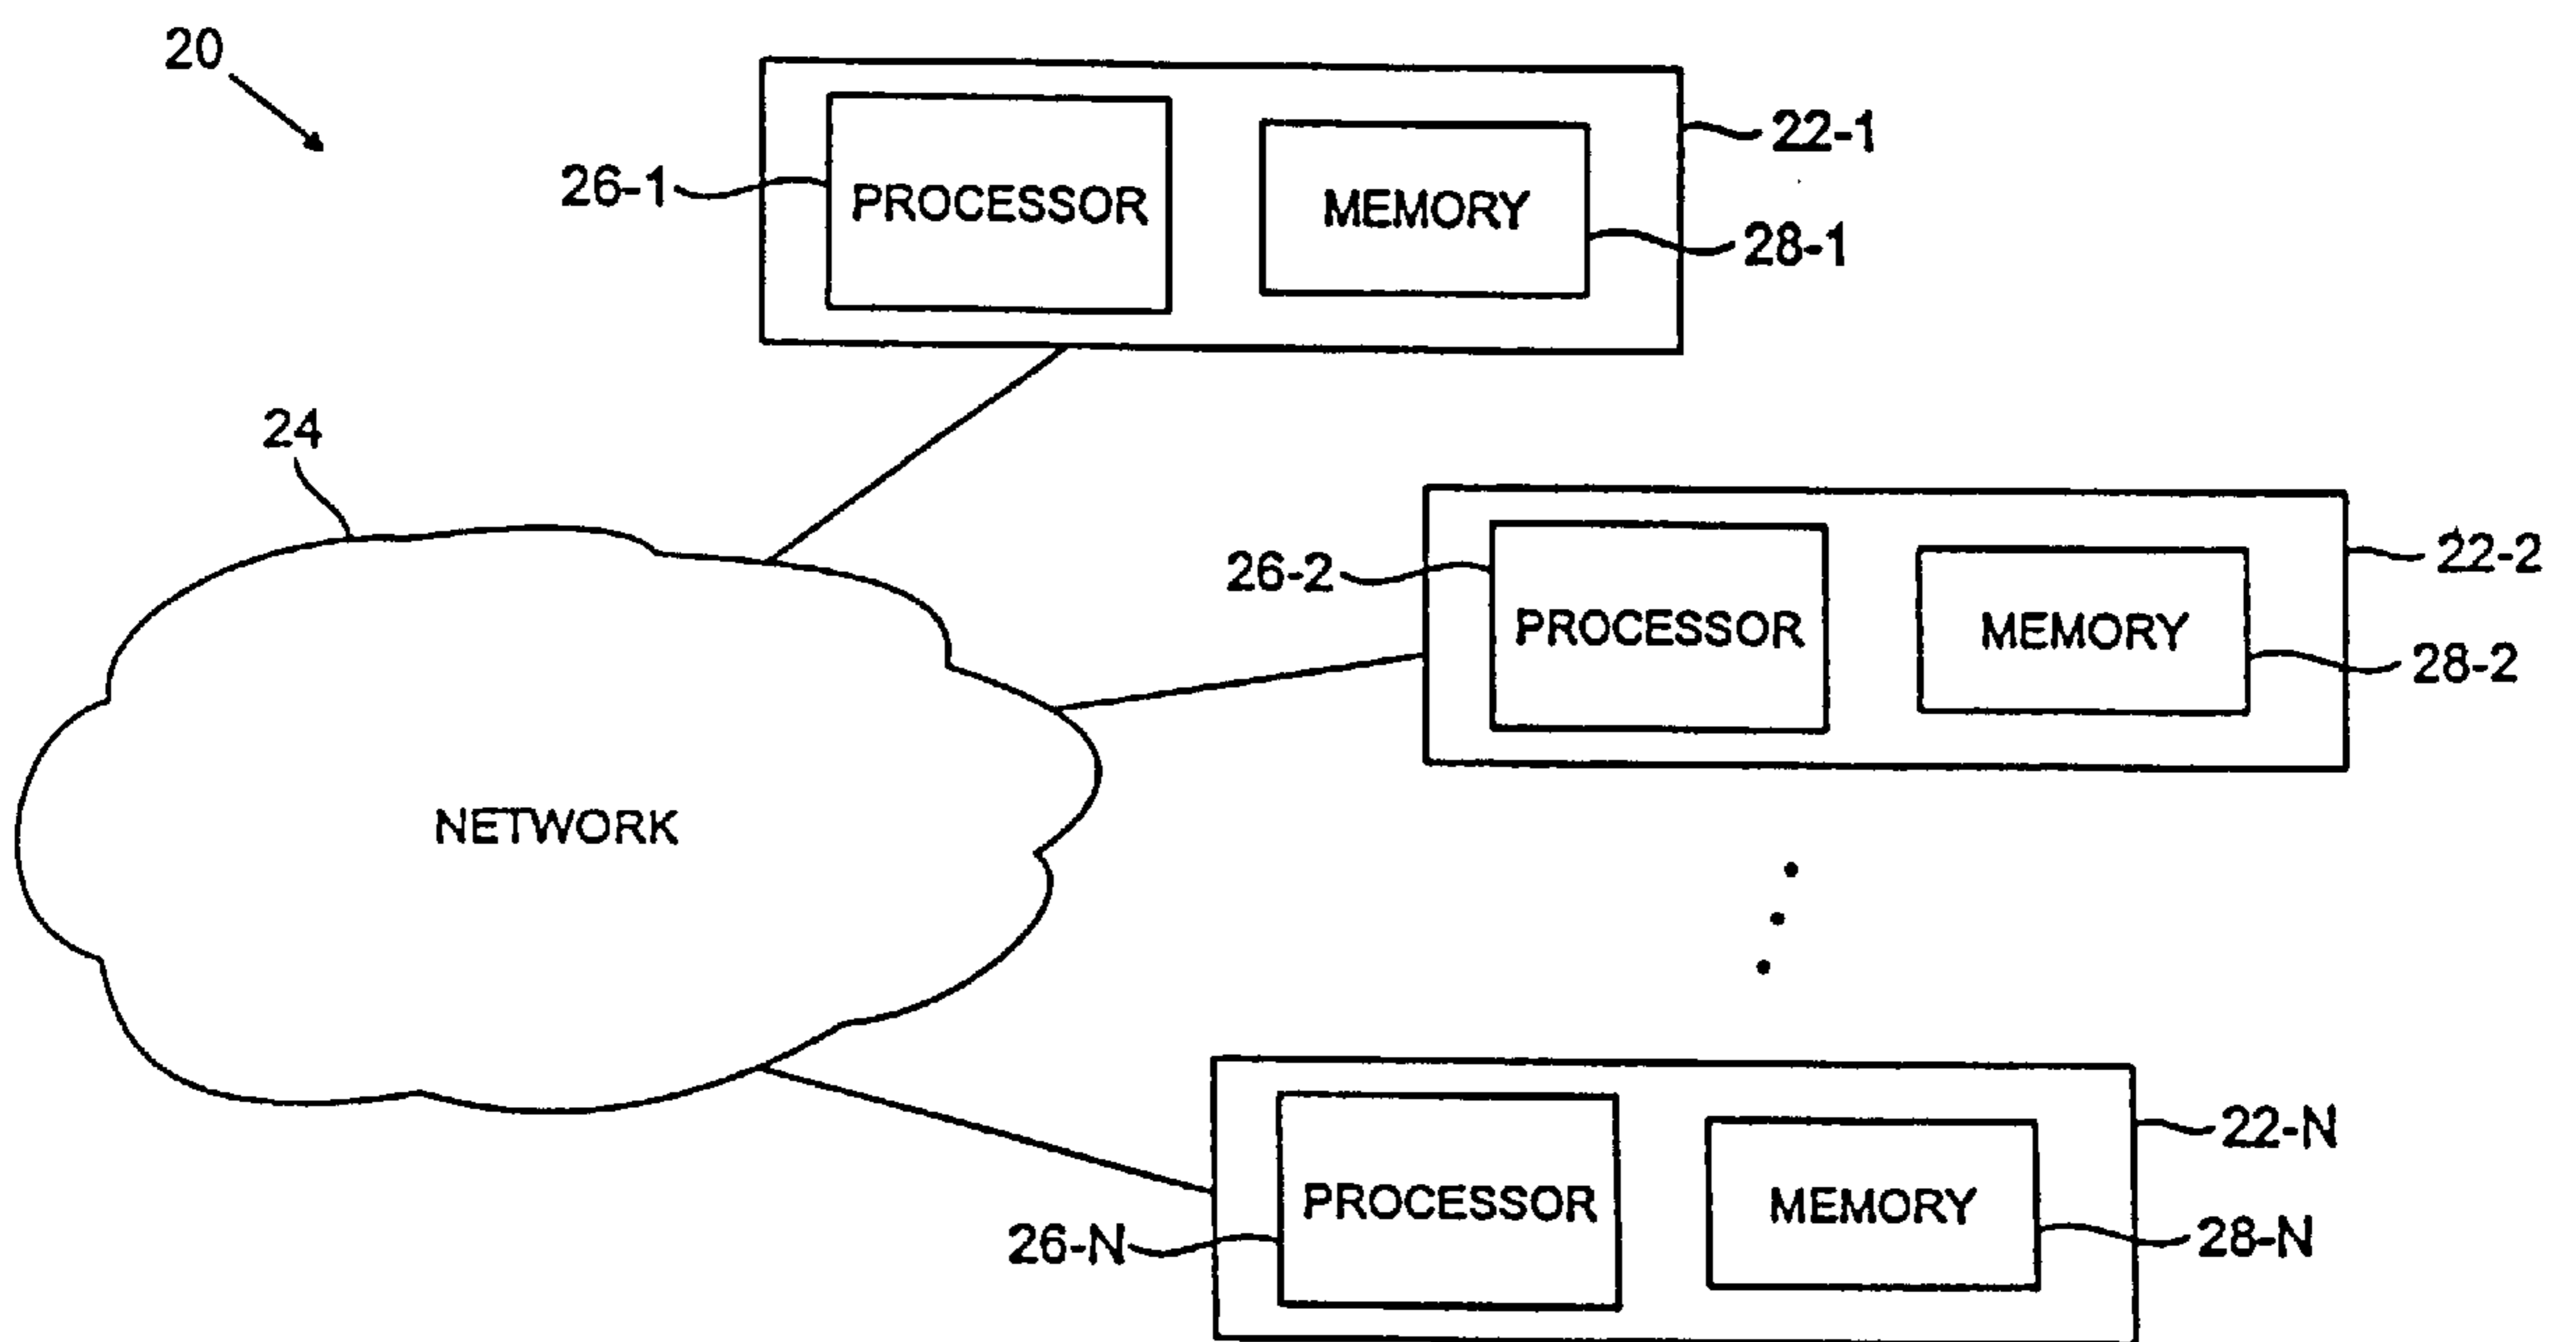 20
22-1
26-1
PROCESSOR
MEMORY
28-1
24
22-2
26-2
PROCESSOR
MEMORY
28-2
NETWORK
22-N
PROCESSOR
MEMORY
26-N
28-N